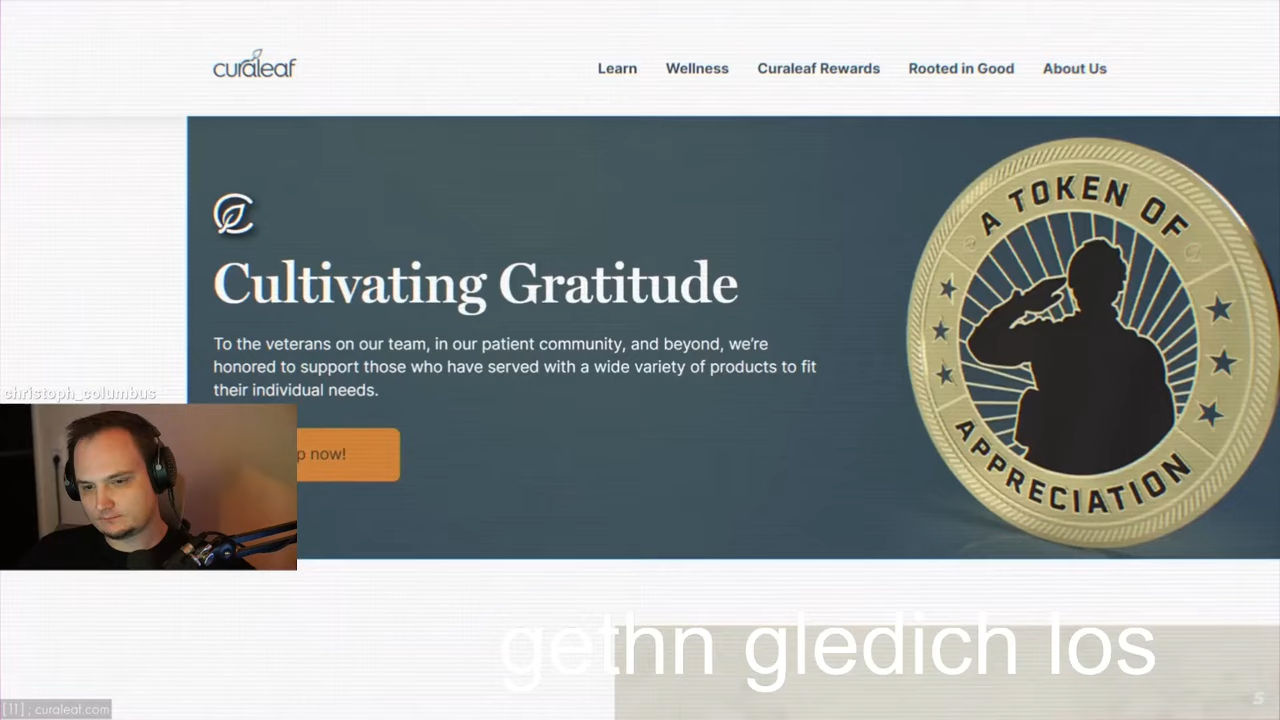 curaleaf
Learn Wellness Curaleaf Rewards Rooted in Good About Us
A TOKEN OF
APPRECIATION
Cultivating Gratitude
To the veterans on our team, in our patient community, and beyond, we're
honored to support those who have served with a wide variety of products to fit
their individual needs.
christoph_columbus
p now!
gethn gledich los
[11] ; curaleaf.com
5